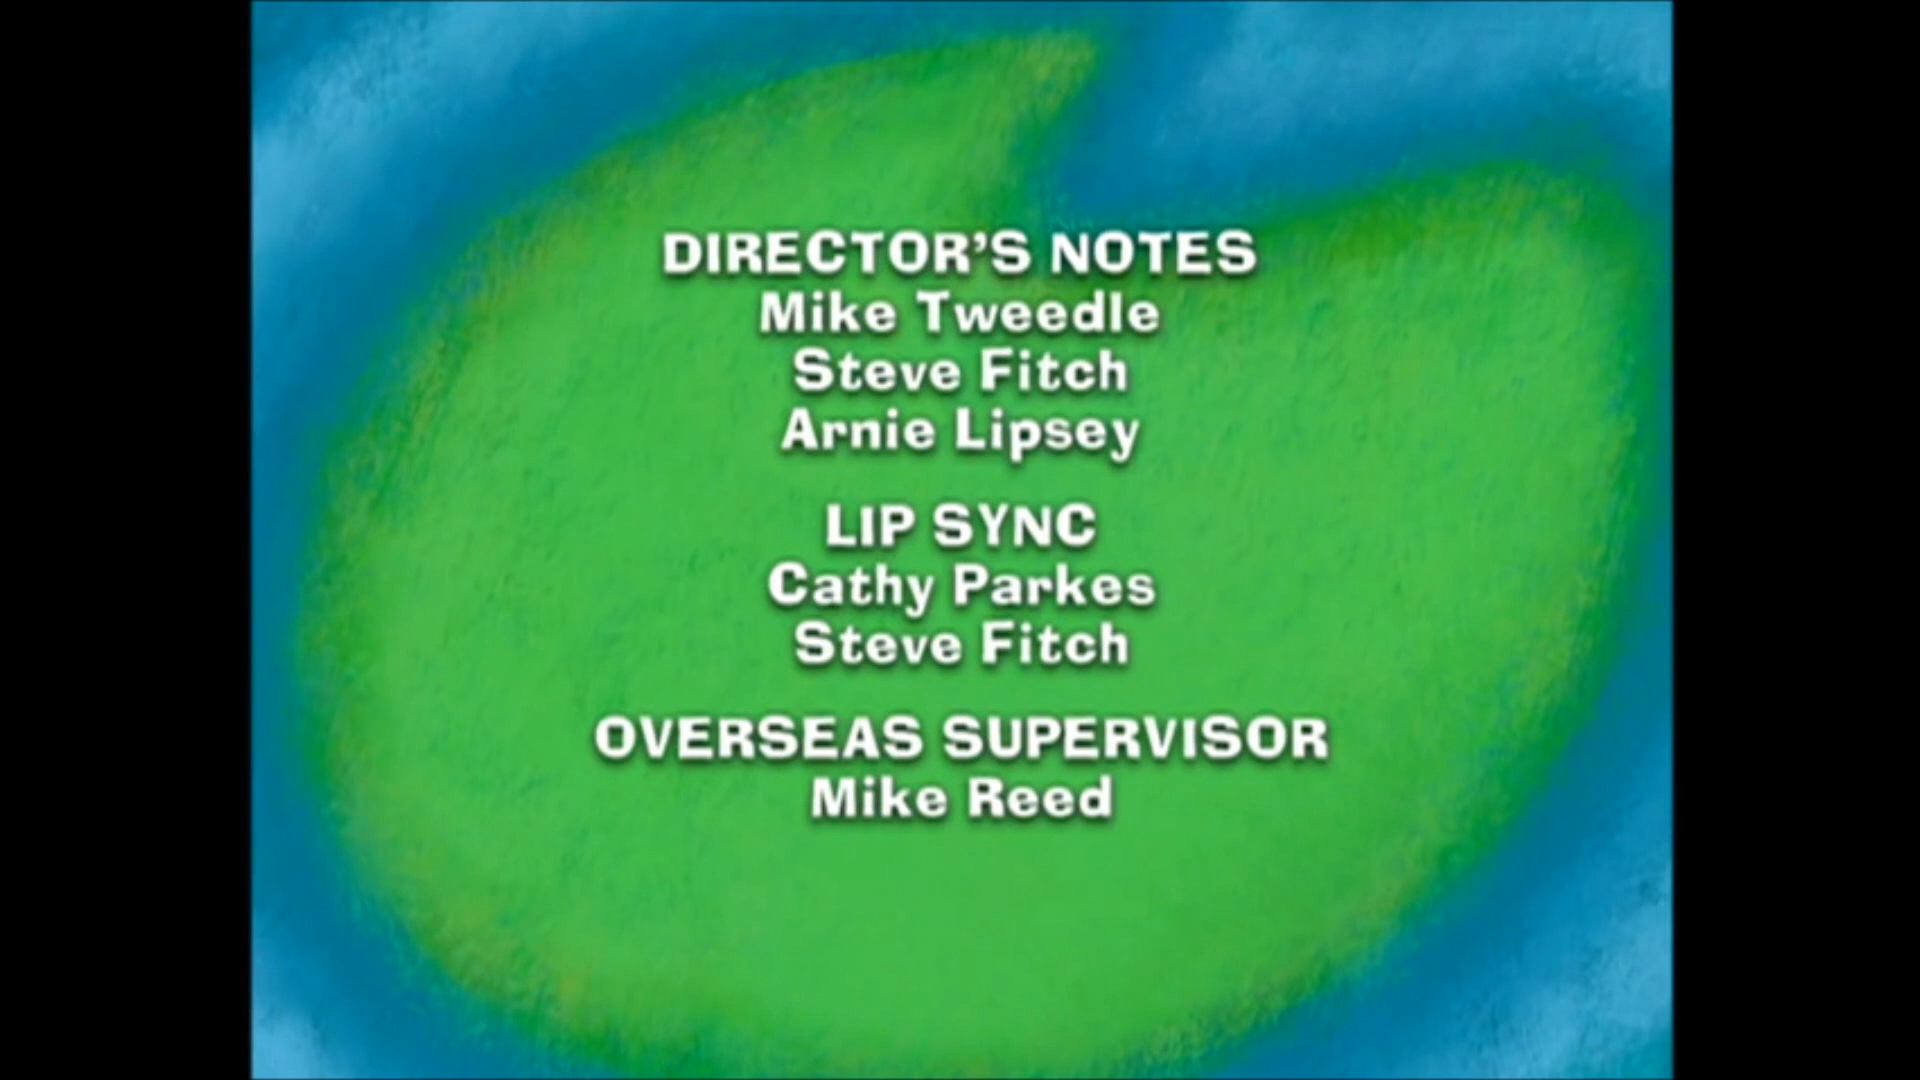 DIRECTOR'S NOTES
Mike Tweedle
Steve Fitch
Arnie Lipsey
LIP SYNC
Cathy Parkes
Steve Fitch
OVERSEAS SUPERVISOR
Mike Reed